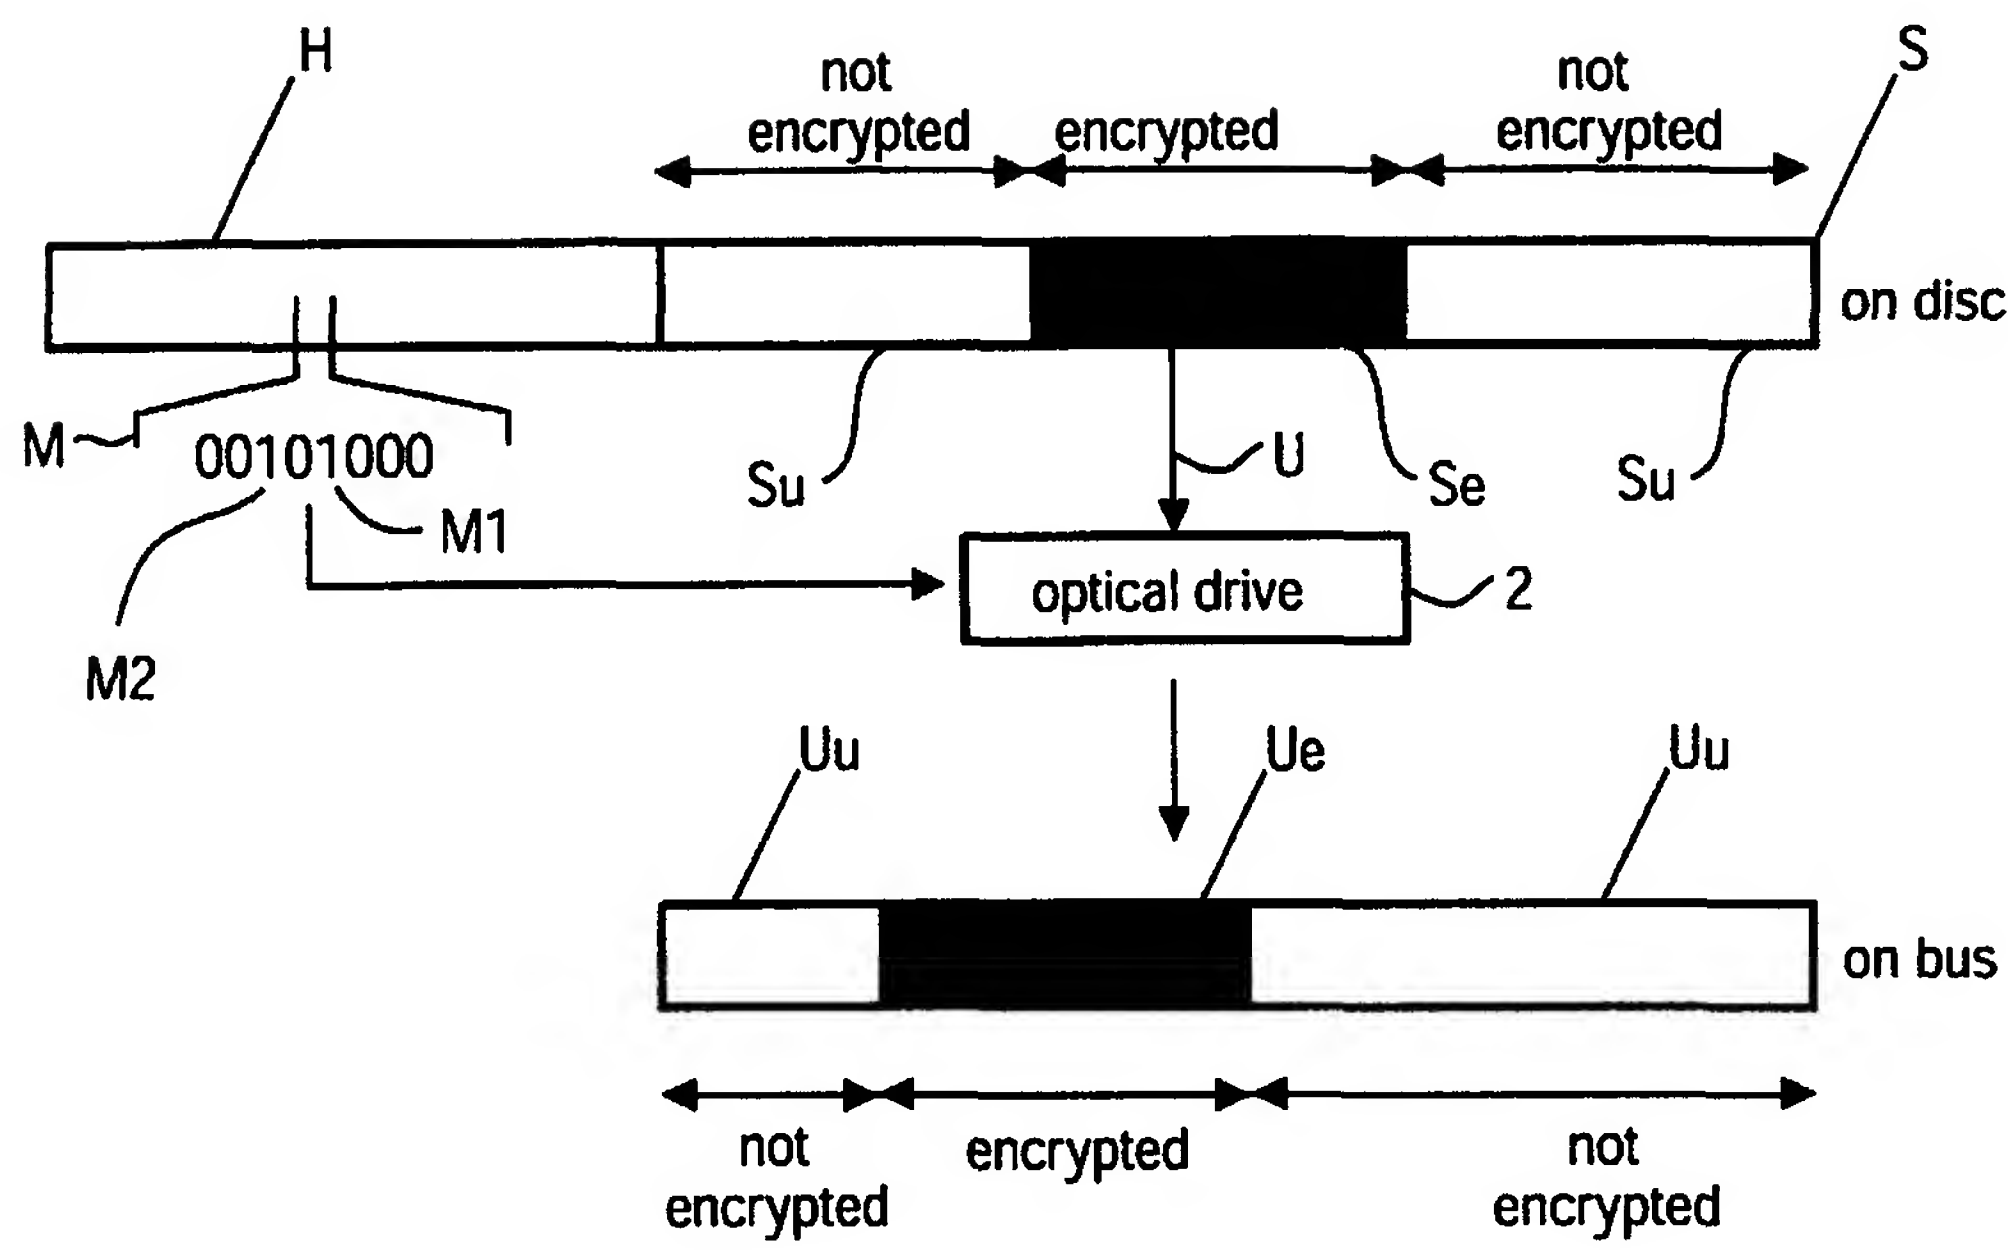 H
S
not
encrypted
encrypted
not
encrypted
on disc
M
00101000
Su
U
Se
Su
M1
optical drive
2
M2
Uu
Ue
Uu
on bus
not
encrypted
encrypted
not
encrypted